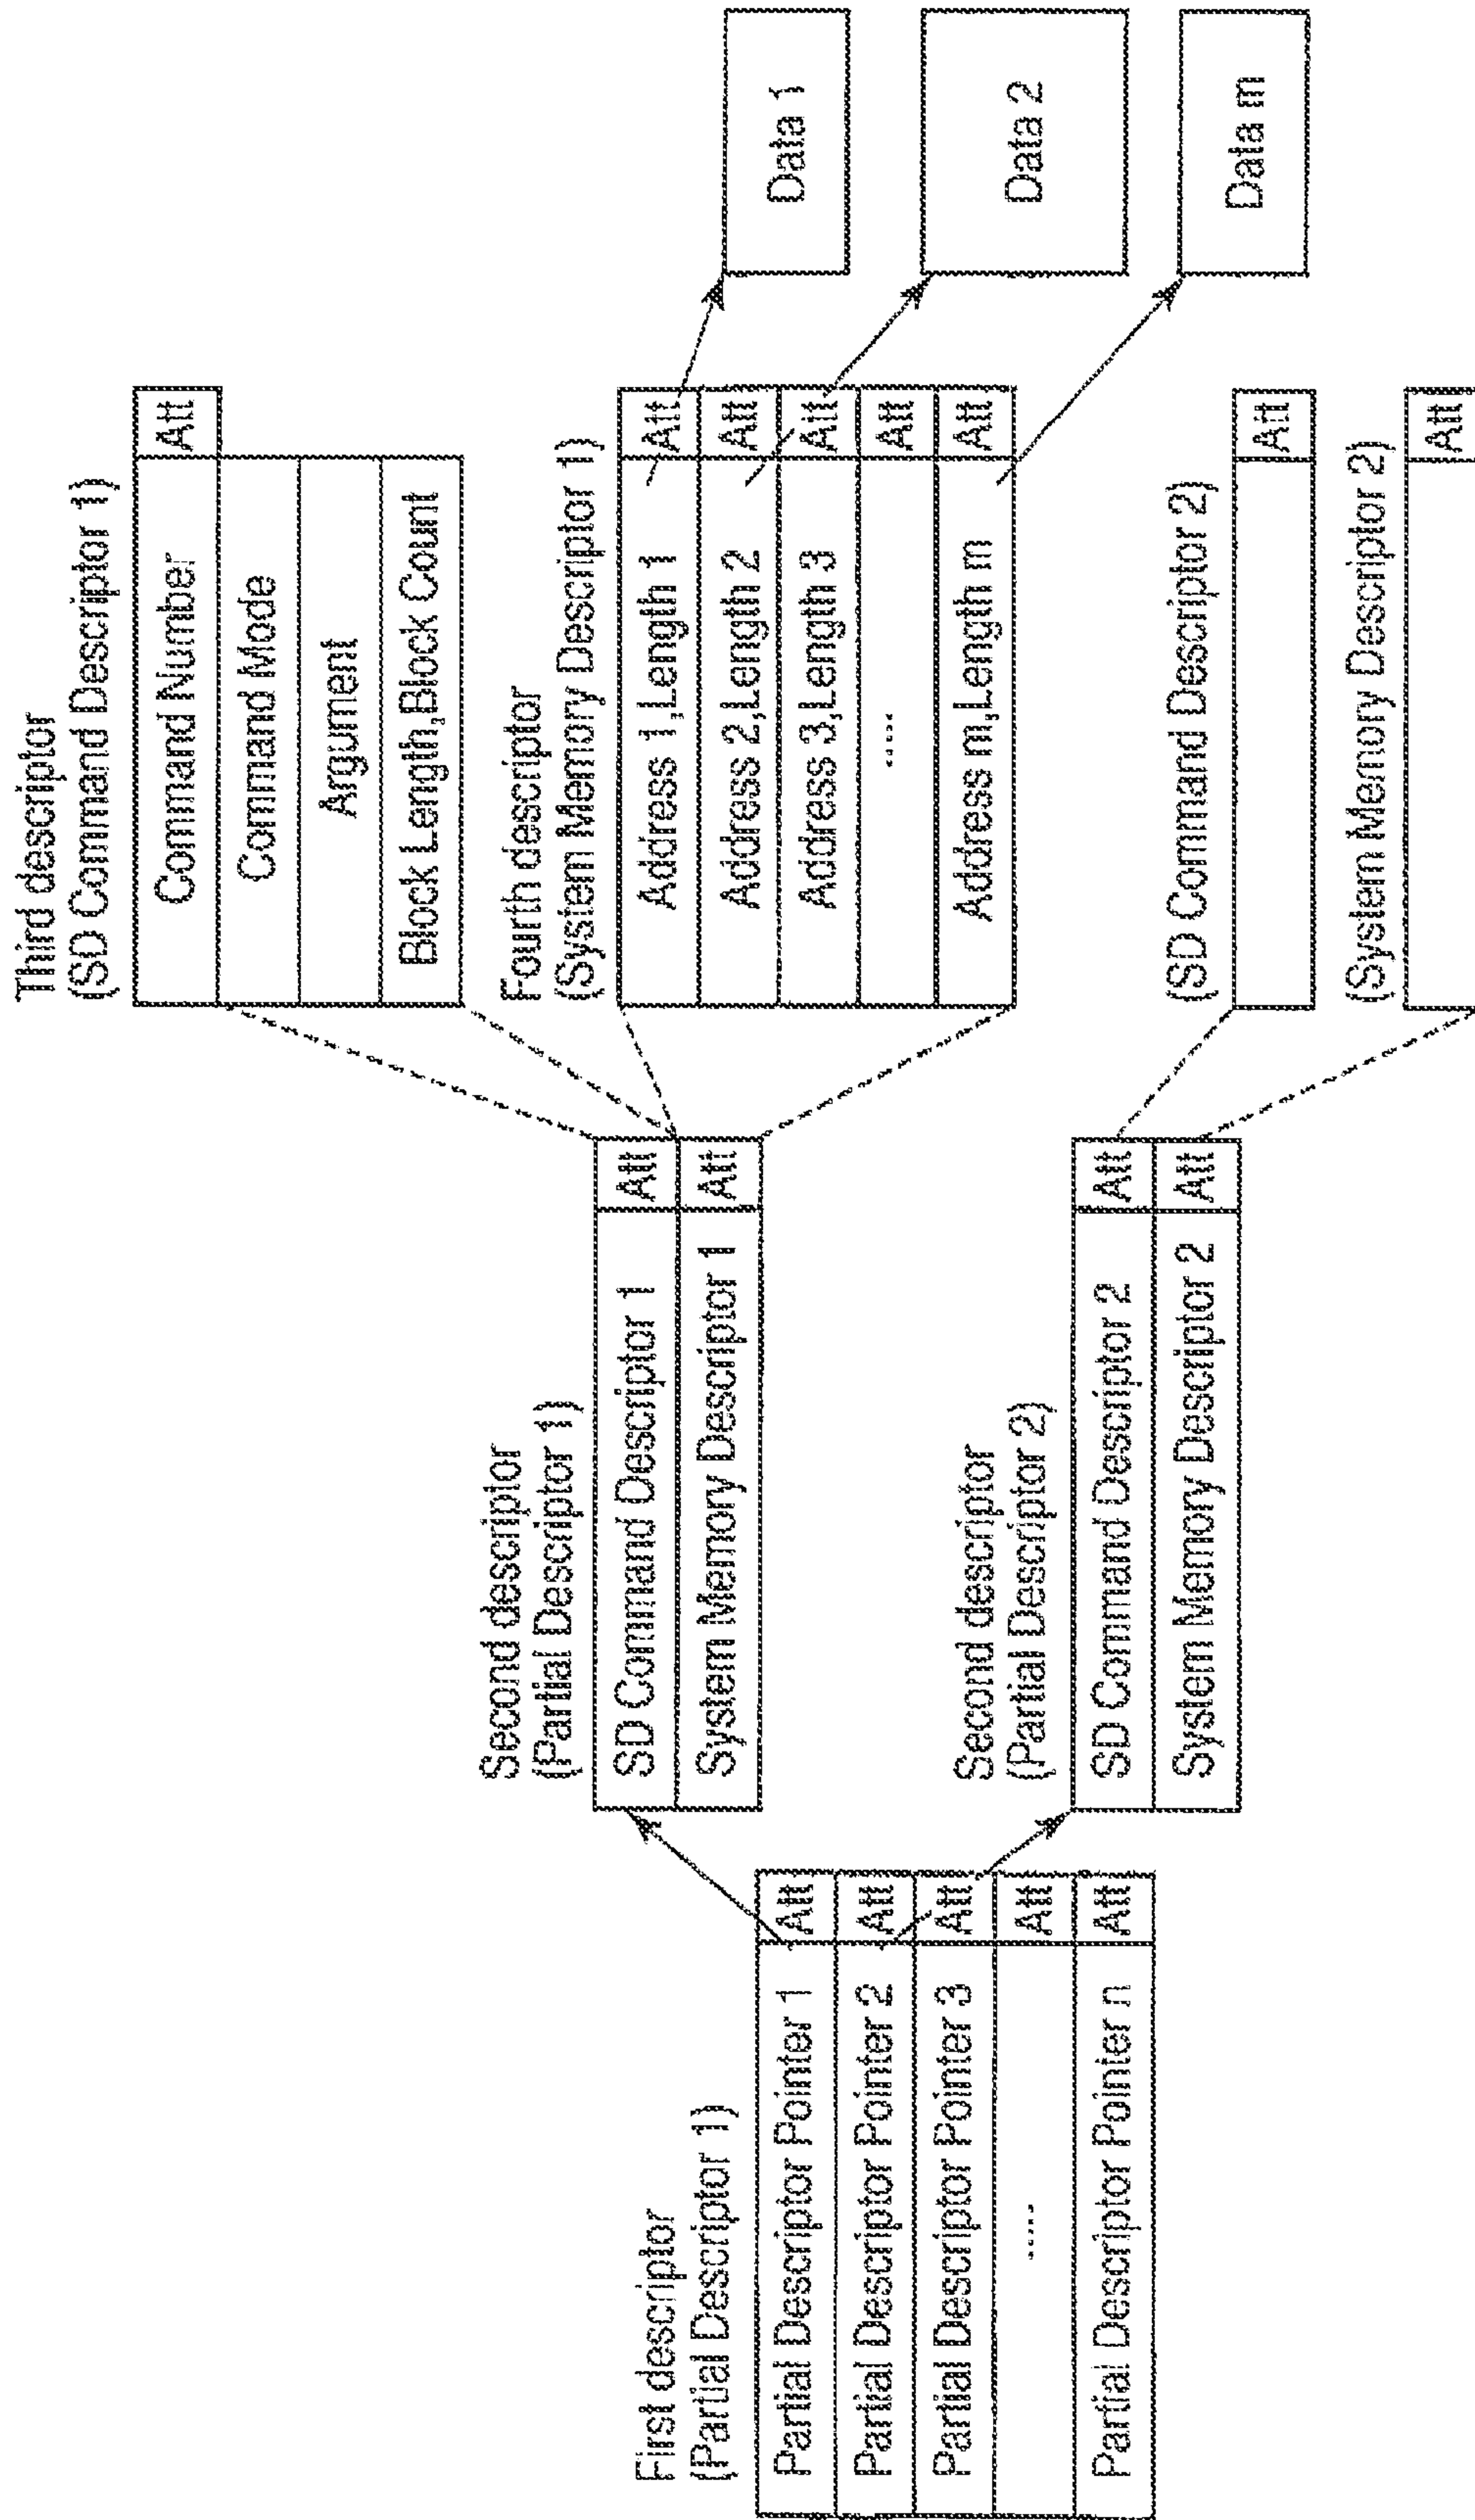 First descriptor
(Partial Descriptor 1)
Partial Descriptor Pointer 1 Att
Partial Descriptor Pointer 2 Att
Partial Descriptor Pointer 3 Att
..... Att
Partial Descriptor Pointer n Att
Second descriptor
(Partial Descriptor 1)
SD Command Descriptor 1 Att
System Memory Descriptor 1 Att
Second descriptor
(Partial Descriptor 2)
SD Command Descriptor 2 Att
System Memory Descriptor 2 Att
Third descriptor
(SD Command Descriptor 1)
Command Number Att
Command Mode
Argument
Block Length,Block Count
Fourth descriptor
(System Memory Descriptor 1)
Address 1,Length 1 Att
Address 2,Length 2 Att
Address 3,Length 3 Att
..... Att
Address m,Length m Att
(SD Command Descriptor 2)
Att
(System Memory Descriptor 2)
Att
Data 1
Data 2
Data m